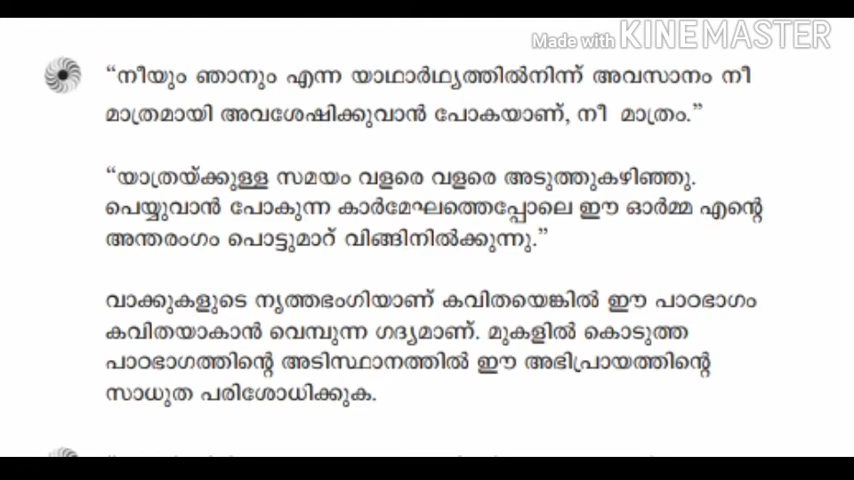 Made with KINEMASTER
“നീയും ഞാനും എന്ന യാഥാർഥ്യത്തിൽനിന്ന് അവസാനം നീ
മാത്രമായി അവശേഷിക്കുവാൻ പോകയാണ്, നീ മാത്രം.”
“യാത്രയ്ക്കുള്ള സമയം വളരെ വളരെ അടുത്തുകഴിഞ്ഞു.
പെയ്യുവാൻ പോകുന്ന കാർമേഘത്തെപ്പോലെ ഈ ഓർമ്മ എന്റെ
അന്തരംഗം പൊട്ടുമാറ് വിങ്ങിനിൽക്കുന്നു.”
വാക്കുകളുടെ നൃത്തഭംഗിയാണ് കവിതയെങ്കിൽ ഈ പാഠഭാഗം
കവിതയാകാൻ വെമ്പുന്ന ഗദ്യമാണ്. മുകളിൽ കൊടുത്ത
പാഠഭാഗത്തിന്റെ അടിസ്ഥാനത്തിൽ ഈ അഭിപ്രായത്തിന്റെ
സാധുത പരിശോധിക്കുക.